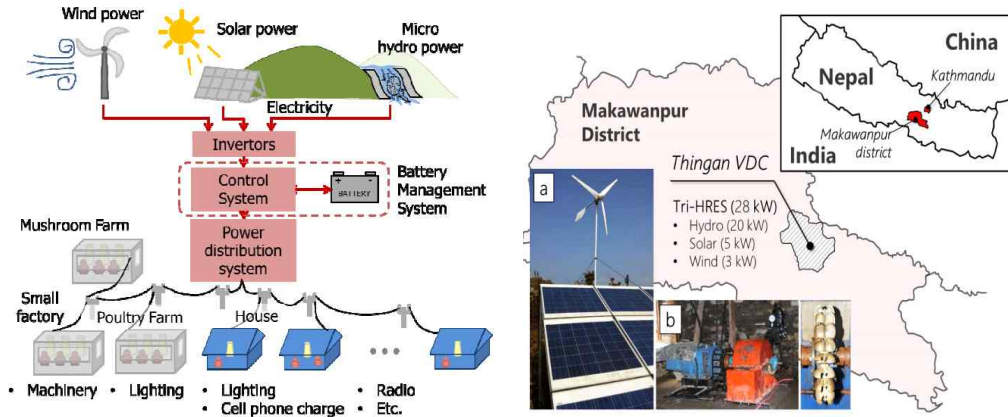 Wind power
Solar power
Micro
hydro power
Electricity
Invertors
Control
System
BATTERY
Battery
Management
System
Power
distribution
system
Mushroom Farm
Small
factory
Poultry Farm
House
• Machinery
• Lighting
• Lighting
• Cell phone charge
• Radio
• Etc.
Makawanpur
District
Thingan VDC
Tri-HRES (28 kW)
• Hydro (20 kW)
• Solar (5 kW)
• Wind (3 kW)
a
b
China
Nepal
Kathmandu
Makawanpur
district
India